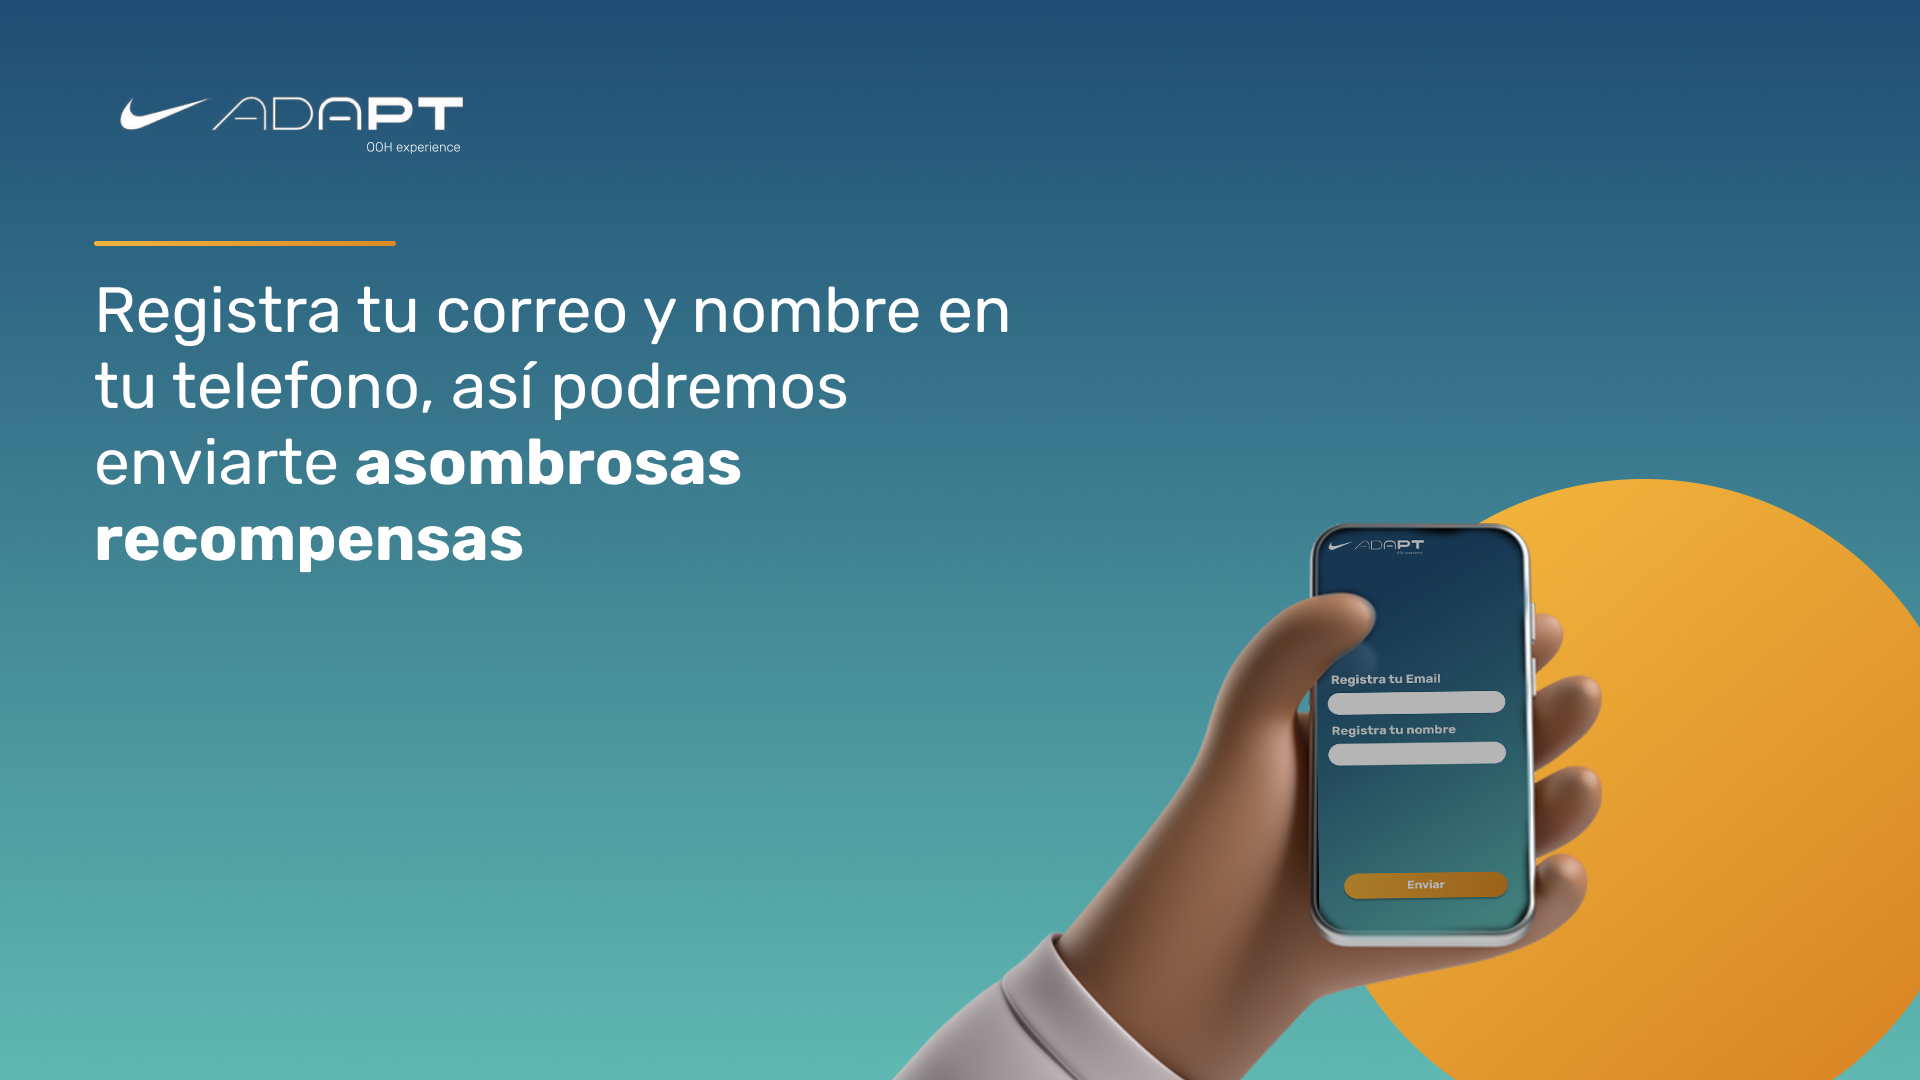 ADAPT
OOH experience
Registra tu correo y nombre en
tu telefono, así podremos
enviarte asombrosas
recompensas
ADAPT
Registra tu Email
Registra tu nombre
Enviar